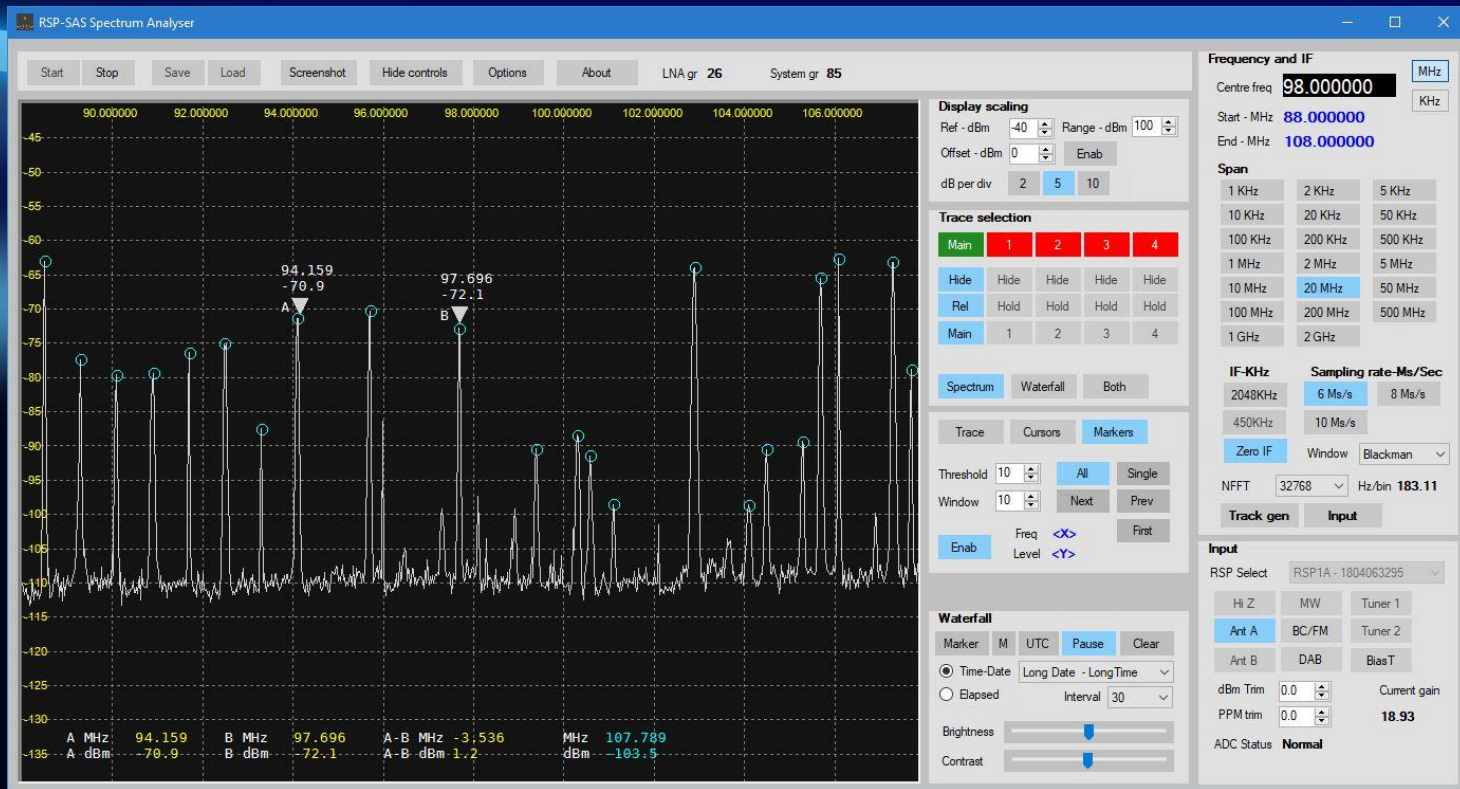 RSP-SAS Spectrum Analyser
Start Stop Save Load Screenshot Hide controls Options About LNA gr 26 System gr 85
90.000000 92.000000 94.000000 96.000000 98.000000 100.000000 102.000000 104.000000 106.000000
-45
-50
-55
-60
-65
-70
-75
-80
-85
-90
-95
-100
-105
-110
-115
-120
-125
-130
-135
94.159
-70.9
A
97.696
-72.1
B
A MHz 94.159 B MHz 97.696 A-B MHz -3.536 MHz 107.789
A dBm -70.9 B dBm -72.1 A-B dBm 1.2 dBm -103.5
Display scaling
Ref - dBm -40 Range - dBm 100
Offset - dBm 0 Enab
dB per div 2 5 10
Trace selection
Main 1 2 3 4
Hide Hide Hide Hide Hide
Rel Hold Hold Hold Hold
Main 1 2 3 4
Spectrum Waterfall Both
Trace Cursors Markers
Threshold 10 All Single
Window 10 Next Prev
First
Enab Freq <X>
Level <Y>
Waterfall
Marker M UTC Pause Clear
Time-Date Long Date - LongTime
Elapsed Interval 30
Brightness
Contrast
Frequency and IF
Centre freq 98.000000 MHz
KHz
Start - MHz 88.000000
End - MHz 108.000000
Span
1 KHz 2 KHz 5 KHz
10 KHz 20 KHz 50 KHz
100 KHz 200 KHz 500 KHz
1 MHz 2 MHz 5 MHz
10 MHz 20 MHz 50 MHz
100 MHz 200 MHz 500 MHz
1 GHz 2 GHz
IF-KHz Sampling rate-Ms/Sec
2048KHz 6 Ms/s 8 Ms/s
450KHz 10 Ms/s
Zero IF Window Blackman
NFFT 32768 Hz/bin 183.11
Track gen Input
Input
RSP Select RSP1A - 1804063295
Hi Z MW Tuner 1
Ant A BC/FM Tuner 2
Ant B DAB BiasT
dBm Trim 0.0 Current gain
PPM trim 0.0 18.93
ADC Status Normal